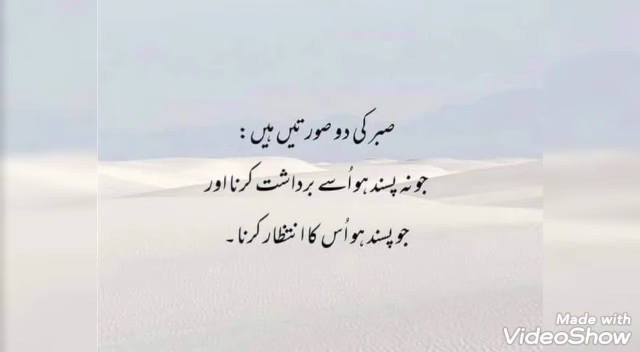 صبر کی دو صورتیں ہیں:
جو نہ پسند ہو اُسے برداشت کرنا اور
جو پسند ہو اُس کا انتظار کرنا۔
Made with
VideoShow